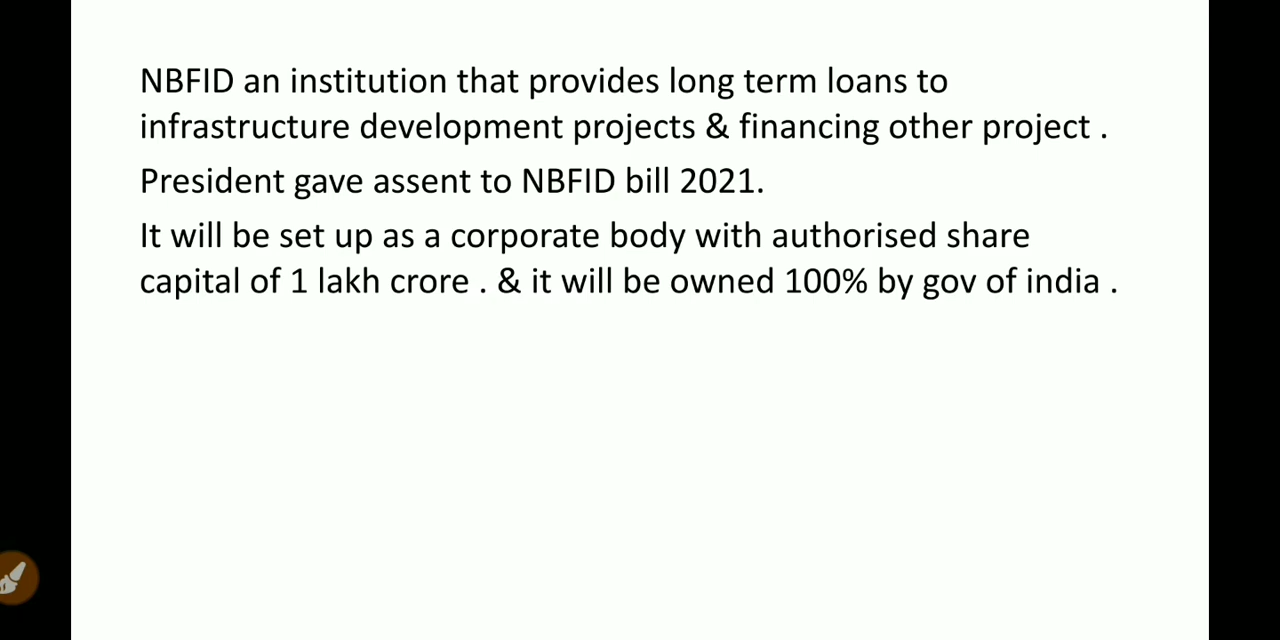 NBFID an institution that provides long term loans to
infrastructure development projects & financing other project .
President gave assent to NBFID bill 2021.
It will be set up as a corporate body with authorised share
capital of 1 lakh crore . & it will be owned 100% by gov of india .